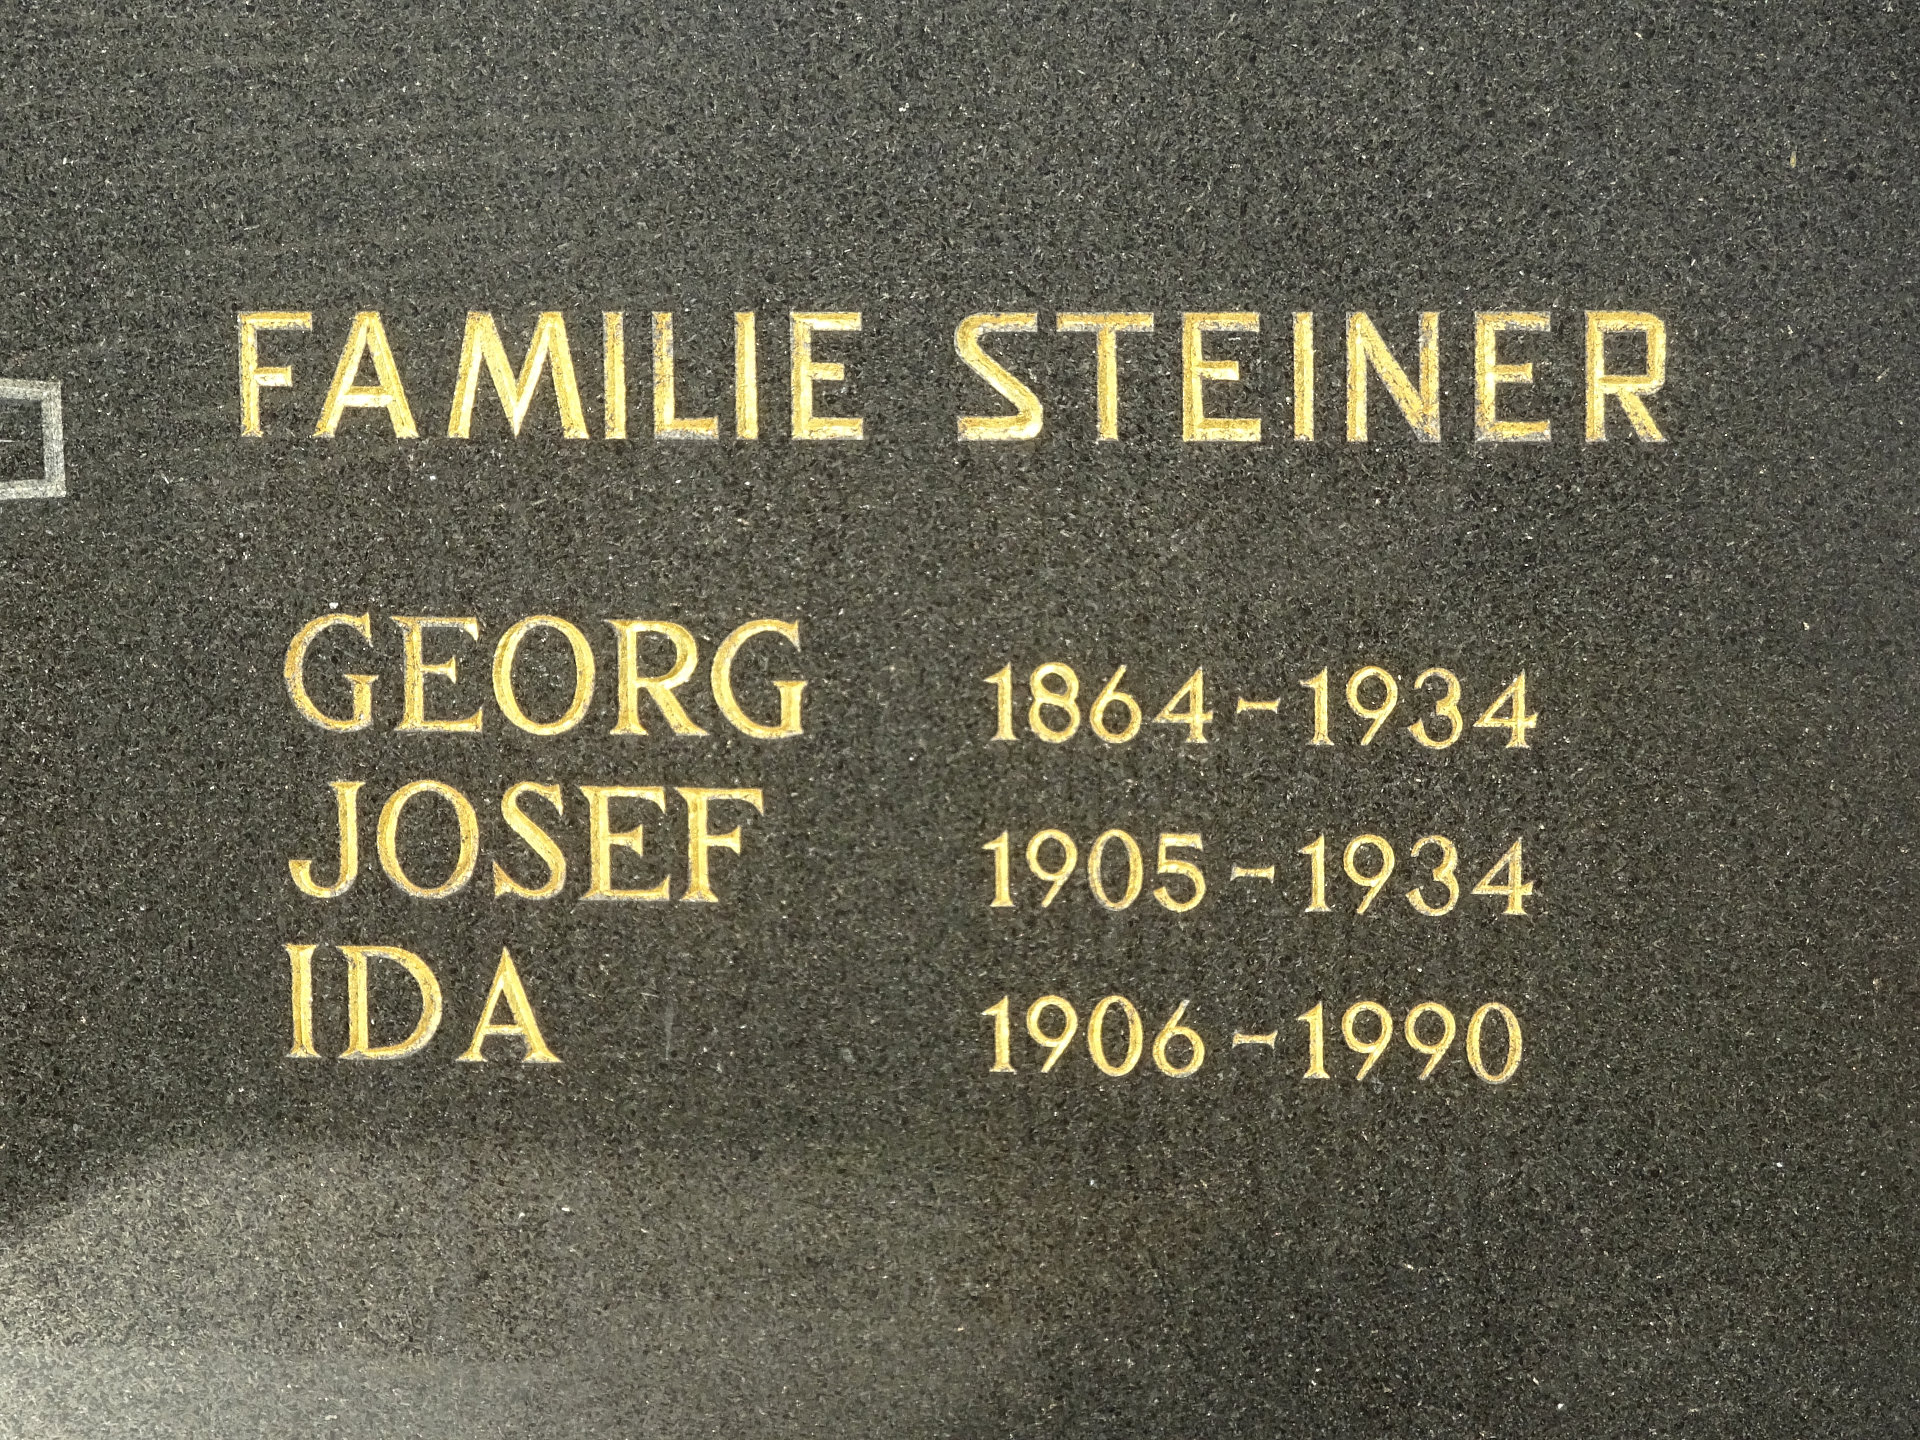 FAMILIE STEINER
GEORG 1864-1934
JOSEF 1905-1934
IDA 1906-1990